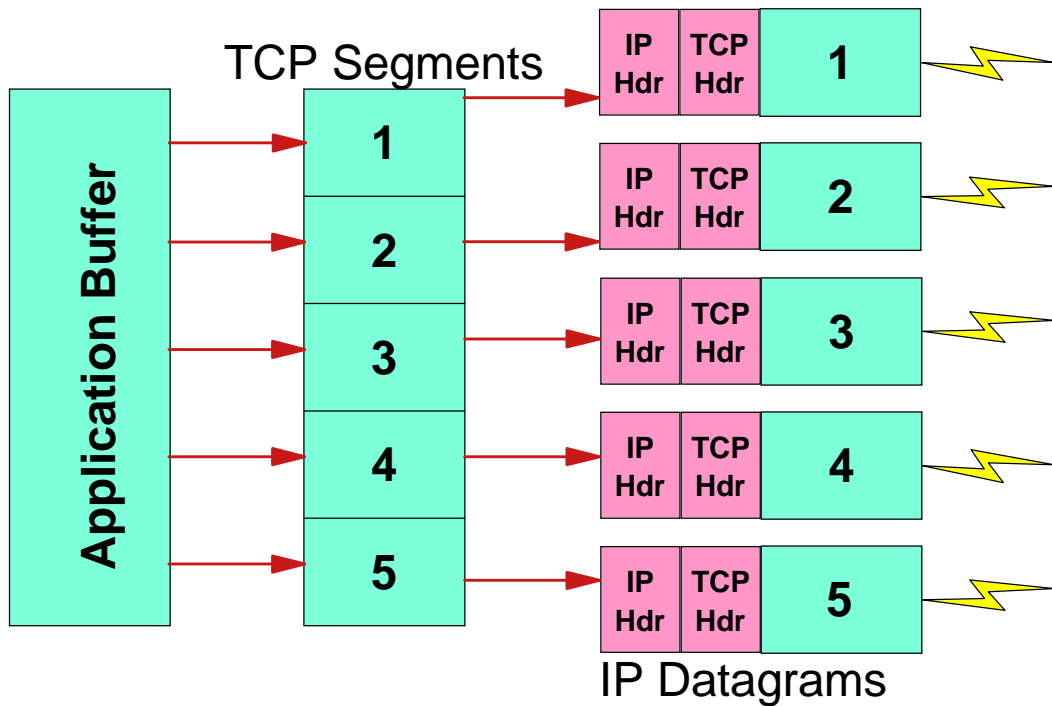 TCP Segments
Application Buffer
1
2
3
4
5
IP
Hdr
TCP
Hdr
1
IP
Hdr
TCP
Hdr
2
IP
Hdr
TCP
Hdr
3
IP
Hdr
TCP
Hdr
4
IP
Hdr
TCP
Hdr
5
IP Datagrams